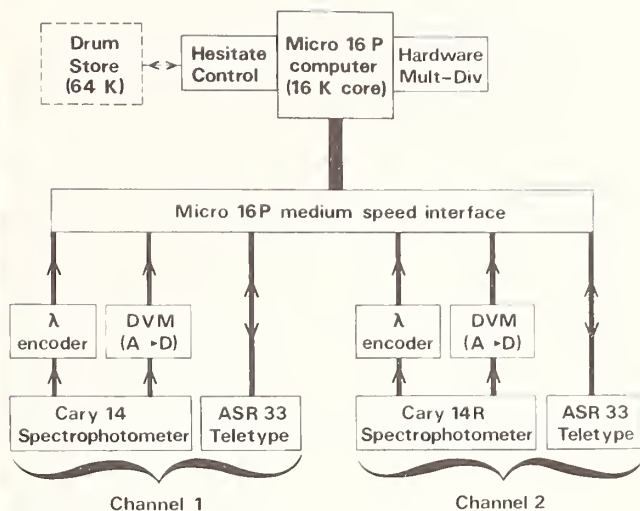 Drum
Store
(64 K)
Hesitate
Control
Micro 16 P
computer
(16 K core)
Hardware
Mult-Div
Micro 16P medium speed interface
λ
encoder
DVM
(A ▸D)
λ
encoder
DVM
(A ▸D)
Cary 14
Spectrophotometer
ASR 33
Teletype
Cary 14R
Spectrophotometer
ASR 33
Teletype
Channel 1
Channel 2